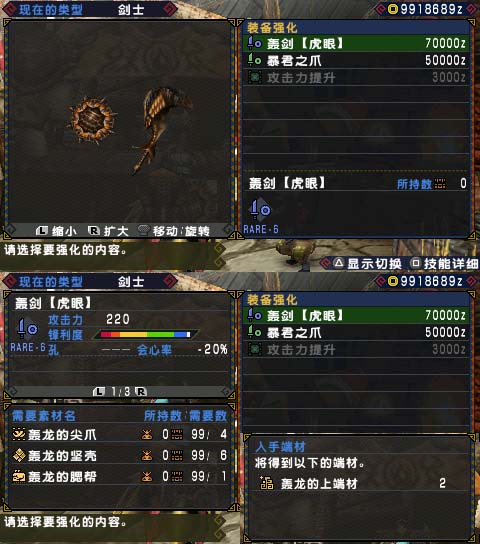 现在的类型 剑士
9918689z
装备强化
轰剑【虎眼】 70000z
暴君之爪 50000z
攻击力提升 3000z
轰剑【虎眼】 所持数 0
RARE-6
L 缩小 R 扩大 移动/旋转
请选择要强化的内容。
△显示切换 □技能详细
现在的类型 剑士
9918689z
轰剑【虎眼】
攻击力 220
锋利度
RARE-6 孔 --- 会心率 -20%
L 1/3 R
需要素材名 所持数 需要数
轰龙的尖爪 0 99/ 4
轰龙的坚壳 0 99/ 6
轰龙的腮帮 0 99/ 1
请选择要强化的内容。
装备强化
轰剑【虎眼】 70000z
暴君之爪 50000z
攻击力提升 3000z
入手端材
将得到以下的端材。
轰龙的上端材 2